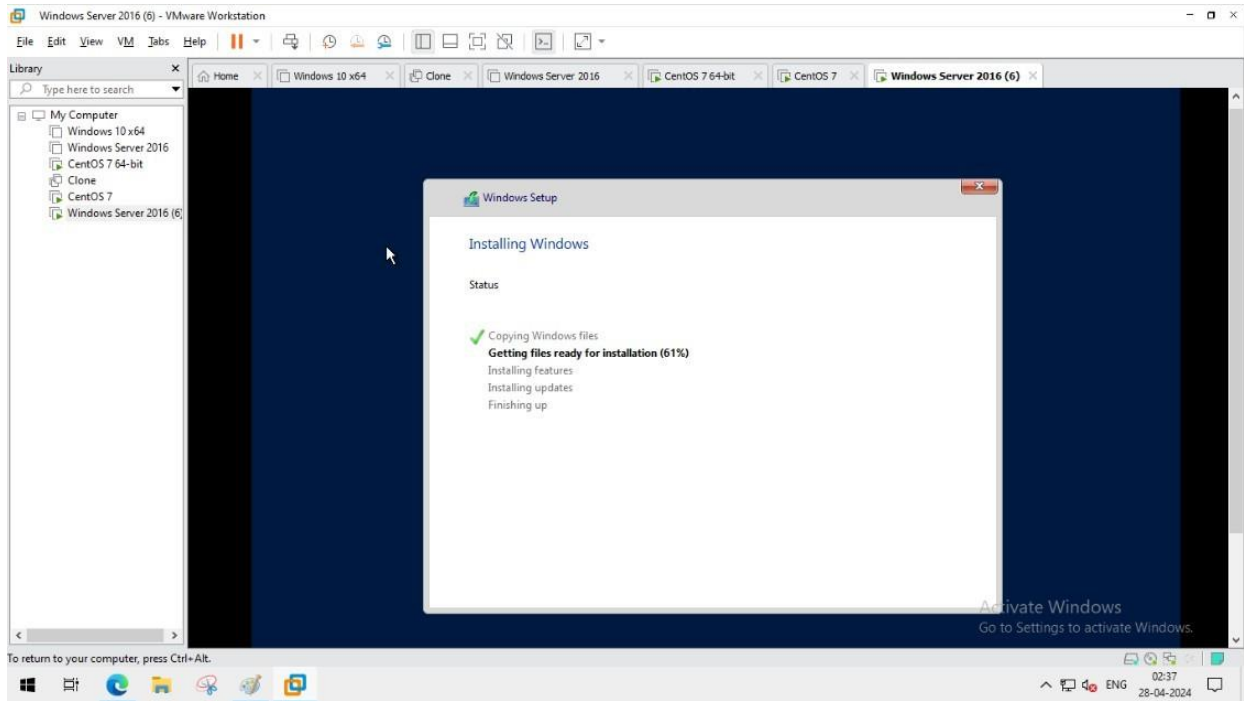 Windows Server 2016 (6) - VMware Workstation
File Edit View VM Tabs Help
Library
Type here to search
Home
Windows 10 x64
Clone
Windows Server 2016
CentOS 7 64-bit
CentOS 7
Windows Server 2016 (6)
My Computer
Windows 10 x64
Windows Server 2016
CentOS 7 64-bit
Clone
CentOS 7
Windows Server 2016 (6)
Windows Setup
Installing Windows
Status
Copying Windows files
Getting files ready for installation (61%)
Installing features
Installing updates
Finishing up
Activate Windows
Go to Settings to activate Windows.
To return to your computer, press Ctrl+Alt.
ENG
02:37
28-04-2024